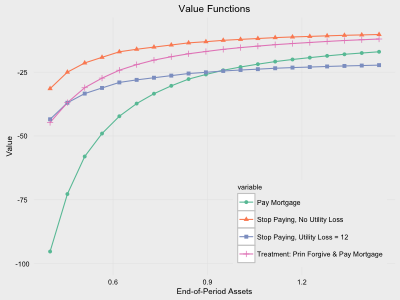 Value Functions
-25
-50
-75
-100
Value
0.6
0.9
1.2
End-of-Period Assets
variable
Pay Mortgage
Stop Paying, No Utility Loss
Stop Paying, Utility Loss = 12
Treatment: Prin Forgive & Pay Mortgage